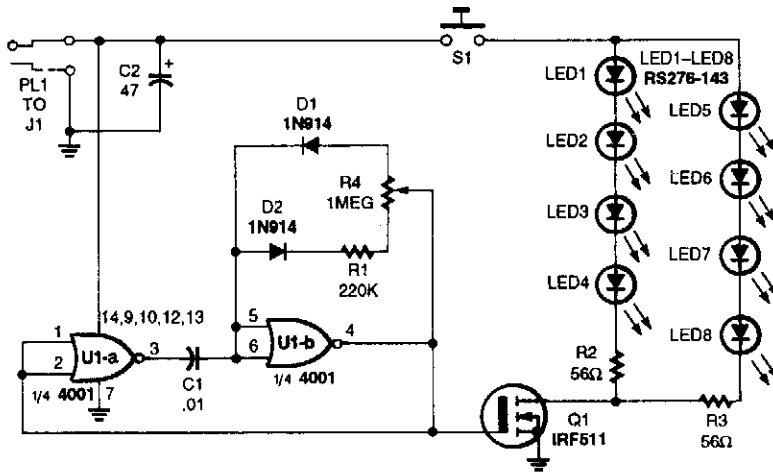 PL1
TO
J1
C2
47
+
S1
LED1
LED1–LED8
RS276-143
LED5
LED2
LED6
LED3
LED7
LED4
LED8
D1
1N914
R4
1MEG
D2
1N914
R1
220K
14,9,10,12,13
1
2
U1-a
3
7
1/4 4001
C1
.01
5
6
U1-b
4
1/4 4001
R2
56Ω
R3
56Ω
Q1
IRF511